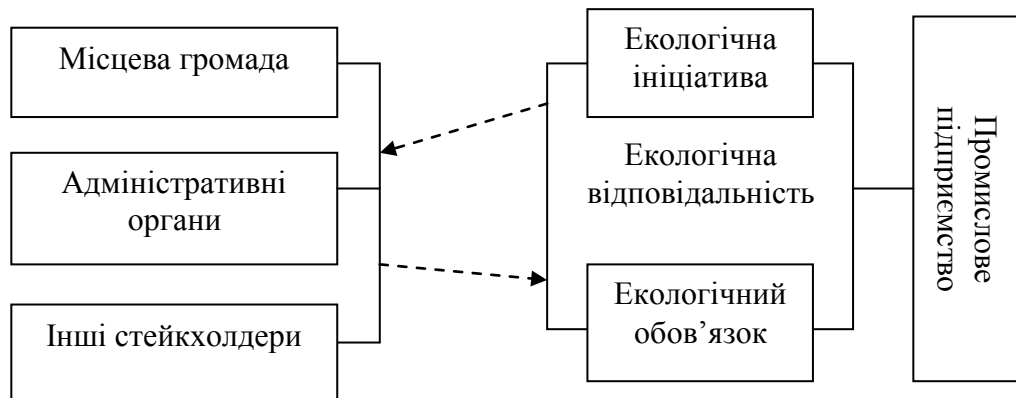 Місцева громада
Адміністративні
органи
Інші стейкхолдери
Екологічна
ініціатива
Екологічна
відповідальність
Екологічний
обов’язок
Промислове
підприємство